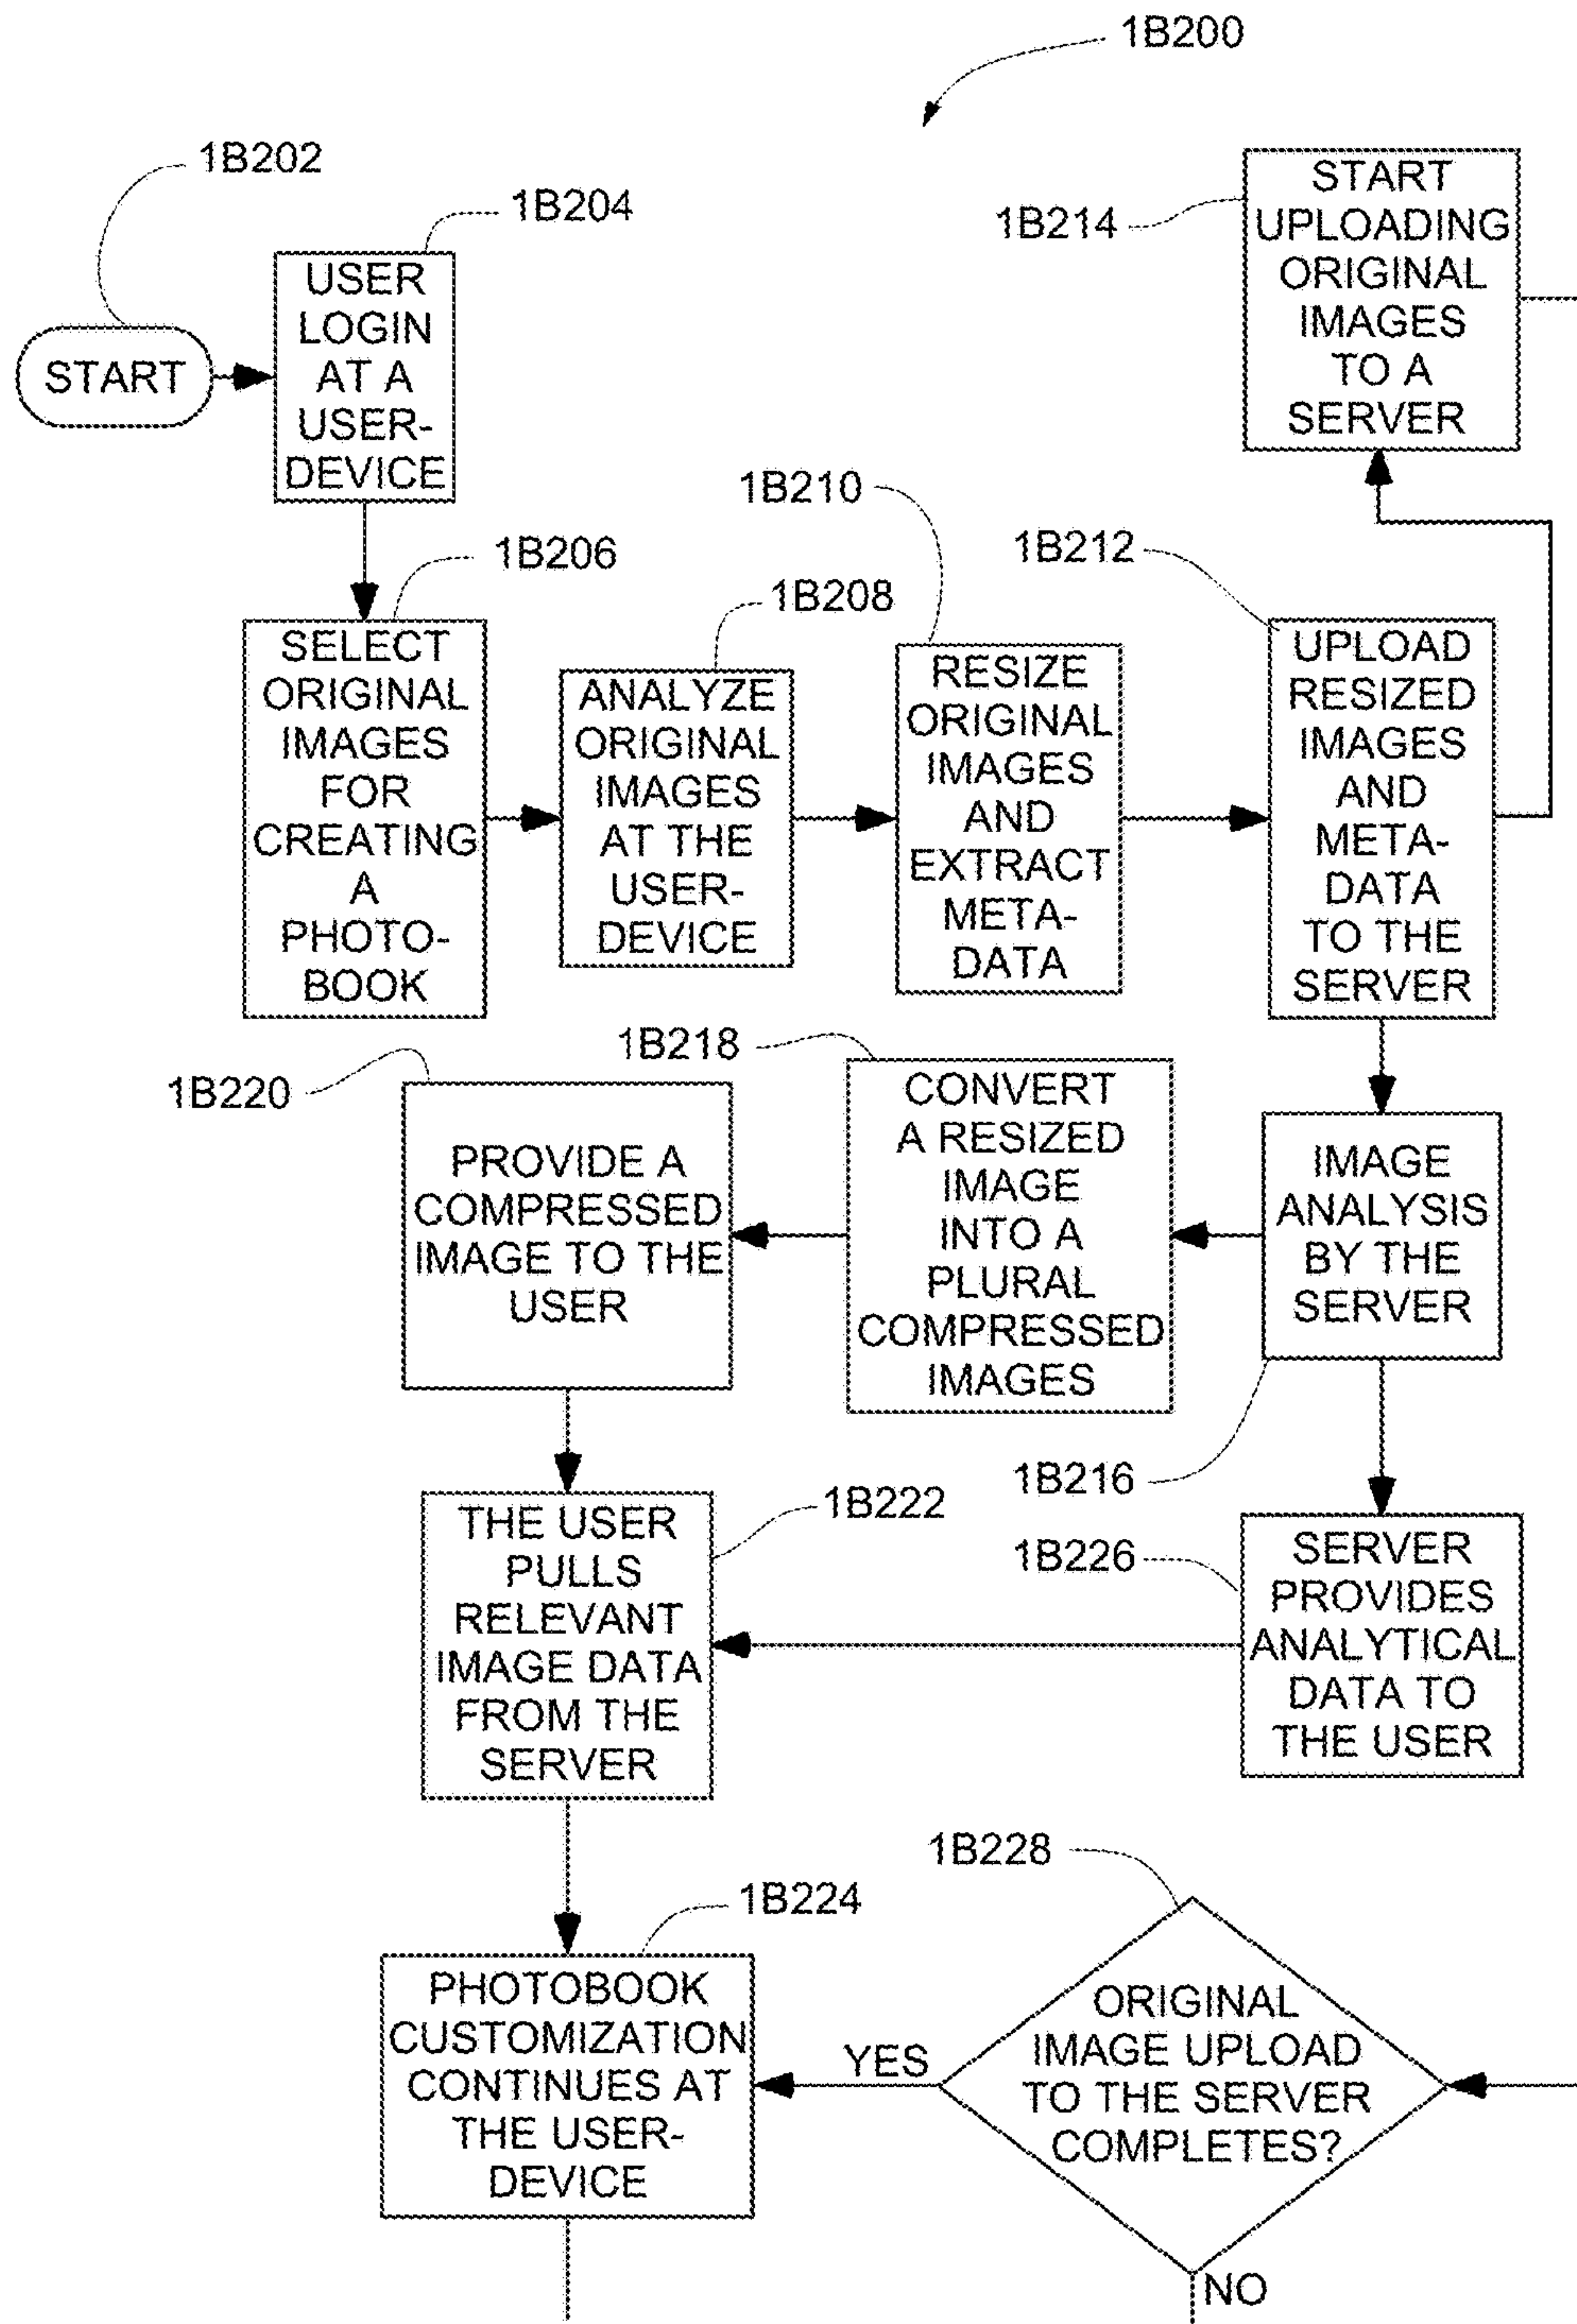 1B200
1B202
1B204
START
USER
LOGIN
AT A
USER-
DEVICE
1B214
START
UPLOADING
ORIGINAL
IMAGES
TO A
SERVER
1B206
SELECT
ORIGINAL
IMAGES
FOR
CREATING
A
PHOTO-
BOOK
1B208
ANALYZE
ORIGINAL
IMAGES
AT THE
USER-
DEVICE
1B210
RESIZE
ORIGINAL
IMAGES
AND
EXTRACT
META-
DATA
1B212
UPLOAD
RESIZED
IMAGES
AND
META-
DATA
TO THE
SERVER
1B220
PROVIDE A
COMPRESSED
IMAGE TO THE
USER
1B218
CONVERT
A RESIZED
IMAGE
INTO A
PLURAL
COMPRESSED
IMAGES
IMAGE
ANALYSIS
BY THE
SERVER
1B216
1B222
THE USER
PULLS
RELEVANT
IMAGE DATA
FROM THE
SERVER
1B226
SERVER
PROVIDES
ANALYTICAL
DATA TO
THE USER
1B224
PHOTOBOOK
CUSTOMIZATION
CONTINUES AT
THE USER-
DEVICE
1B228
YES
ORIGINAL
IMAGE UPLOAD
TO THE SERVER
COMPLETES?
NO